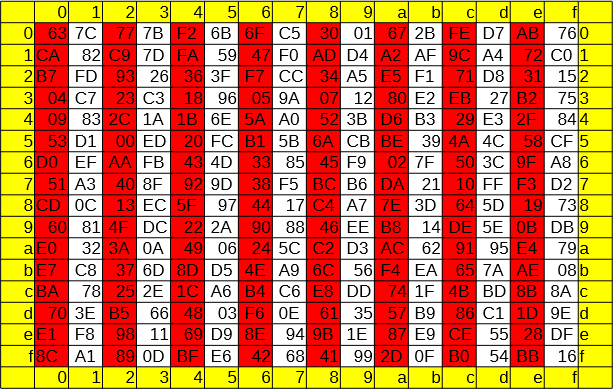 0 1 2 3 4 5 6 7 8 9 a b c d e f
0 63 7C 77 7B F2 6B 6F C5 30 01 67 2B FE D7 AB 76 0
1 CA 82 C9 7D FA 59 47 F0 AD D4 A2 AF 9C A4 72 C0 1
2 B7 FD 93 26 36 3F F7 CC 34 A5 E5 F1 71 D8 31 15 2
3 04 C7 23 C3 18 96 05 9A 07 12 80 E2 EB 27 B2 75 3
4 09 83 2C 1A 1B 6E 5A A0 52 3B D6 B3 29 E3 2F 84 4
5 53 D1 00 ED 20 FC B1 5B 6A CB BE 39 4A 4C 58 CF 5
6 D0 EF AA FB 43 4D 33 85 45 F9 02 7F 50 3C 9F A8 6
7 51 A3 40 8F 92 9D 38 F5 BC B6 DA 21 10 FF F3 D2 7
8 CD 0C 13 EC 5F 97 44 17 C4 A7 7E 3D 64 5D 19 73 8
9 60 81 4F DC 22 2A 90 88 46 EE B8 14 DE 5E 0B DB 9
a E0 32 3A 0A 49 06 24 5C C2 D3 AC 62 91 95 E4 79 a
b E7 C8 37 6D 8D D5 4E A9 6C 56 F4 EA 65 7A AE 08 b
c BA 78 25 2E 1C A6 B4 C6 E8 DD 74 1F 4B BD 8B 8A c
d 70 3E B5 66 48 03 F6 0E 61 35 57 B9 86 C1 1D 9E d
e E1 F8 98 11 69 D9 8E 94 9B 1E 87 E9 CE 55 28 DF e
f 8C A1 89 0D BF E6 42 68 41 99 2D 0F B0 54 BB 16 f
0 1 2 3 4 5 6 7 8 9 a b c d e f